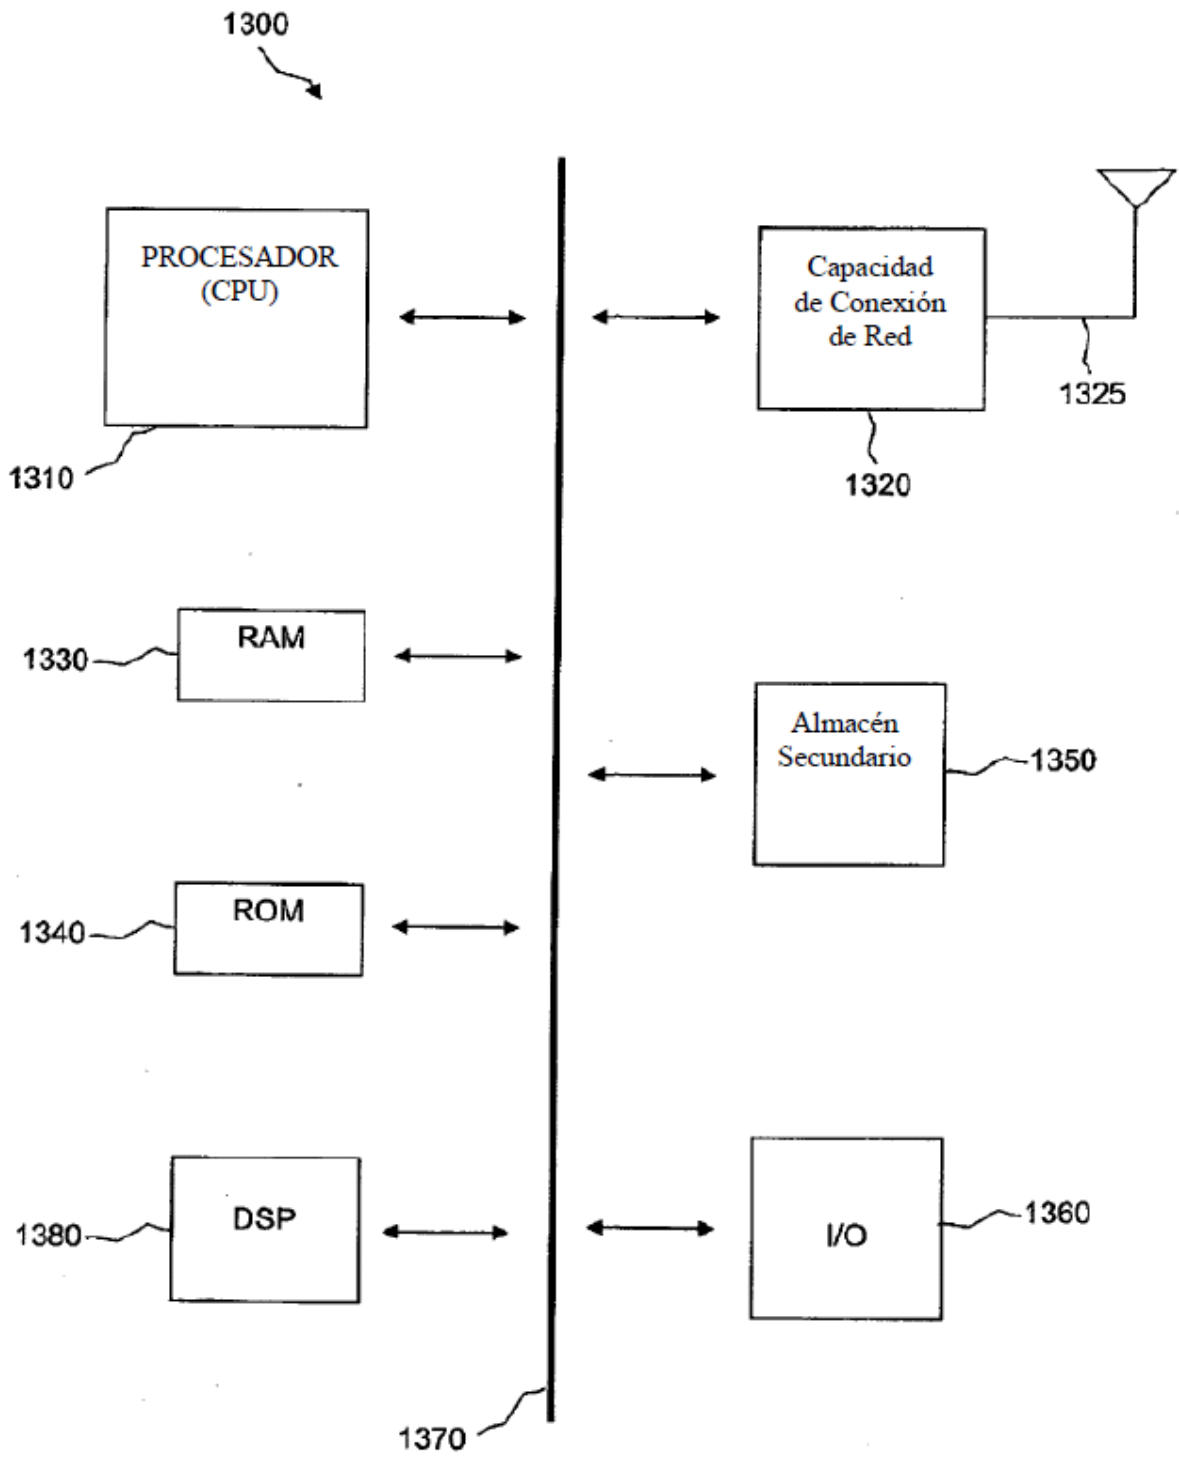 1300
PROCESADOR
(CPU)
Capacidad
de Conexión
de Red
1325
1310
1320
RAM
1330
Almacén
Secundario
1350
ROM
1340
DSP
1380
I/O
1360
1370